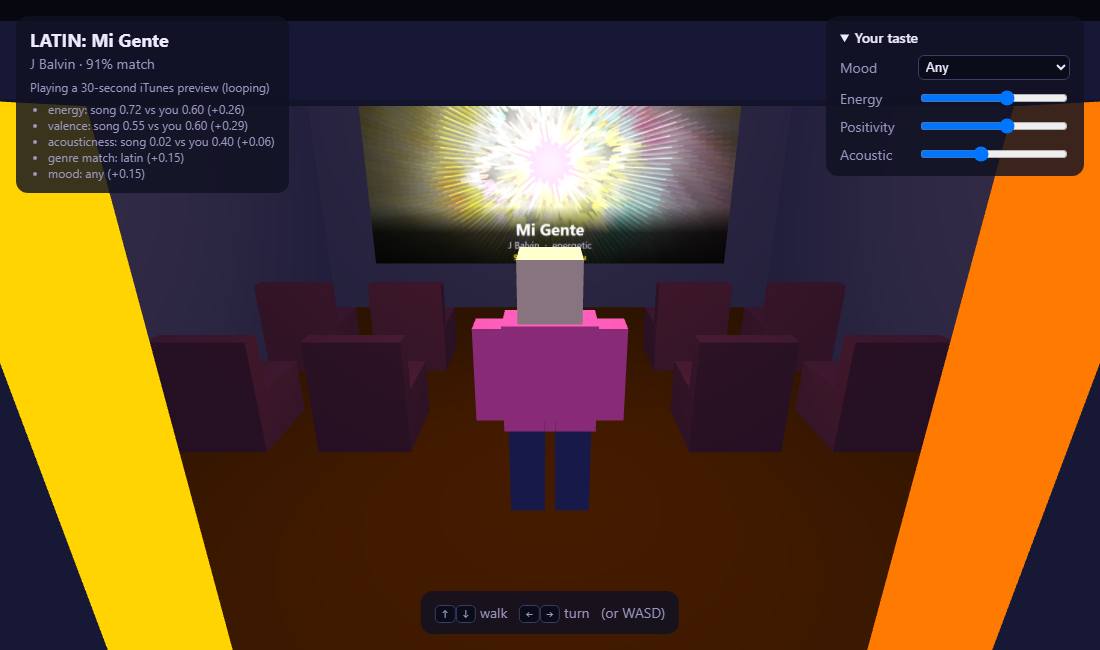 LATIN: Mi Gente
J Balvin · 91% match
Playing a 30-second iTunes preview (looping)
• energy: song 0.72 vs you 0.60 (+0.26)
• valence: song 0.55 vs you 0.60 (+0.29)
• acousticness: song 0.02 vs you 0.40 (+0.06)
• genre match: latin (+0.15)
• mood: any (+0.15)
▼ Your taste
Mood Any
Energy
Positivity
Acoustic
Mi Gente
J Balvin · energetic
↑ ↓ walk ← → turn (or WASD)